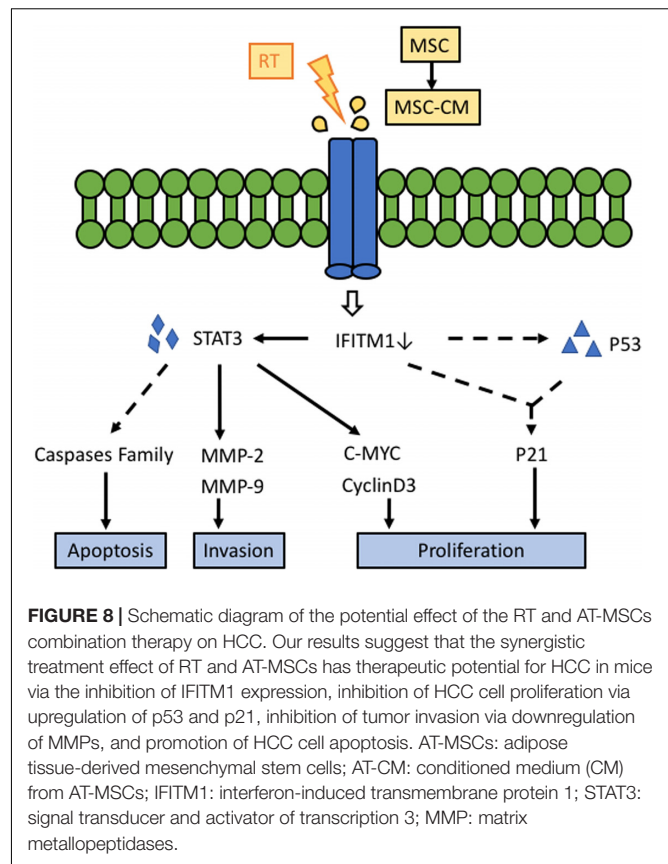 RT
MSC
MSC-CM
STAT3
IFITM1↓
P53
Caspases Family
MMP-2
MMP-9
C-MYC
CyclinD3
P21
Apoptosis
Invasion
Proliferation
FIGURE 8 | Schematic diagram of the potential effect of the RT and AT-MSCs
combination therapy on HCC. Our results suggest that the synergistic
treatment effect of RT and AT-MSCs has therapeutic potential for HCC in mice
via the inhibition of IFITM1 expression, inhibition of HCC cell proliferation via
upregulation of p53 and p21, inhibition of tumor invasion via downregulation
of MMPs, and promotion of HCC cell apoptosis. AT-MSCs: adipose
tissue-derived mesenchymal stem cells; AT-CM: conditioned medium (CM)
from AT-MSCs; IFITM1: interferon-induced transmembrane protein 1; STAT3:
signal transducer and activator of transcription 3; MMP: matrix
metallopeptidases.